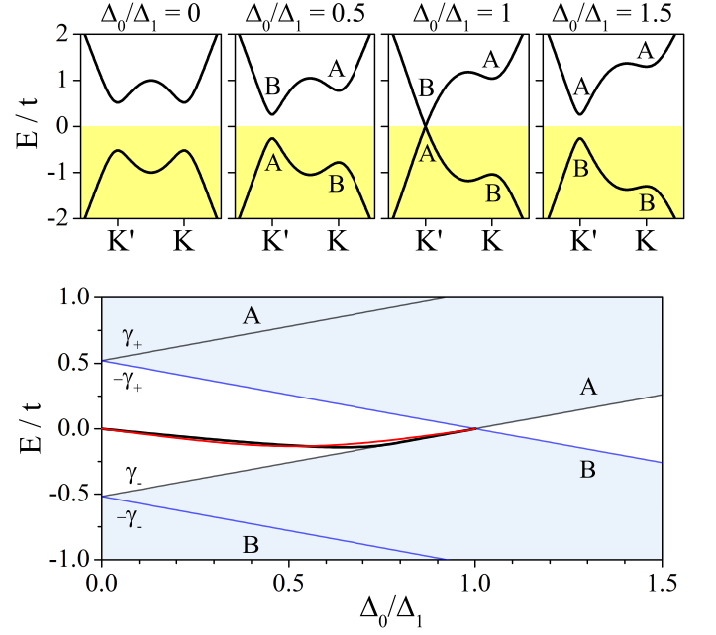 Δ₀/Δ₁ = 0 Δ₀/Δ₁ = 0.5 Δ₀/Δ₁ = 1 Δ₀/Δ₁ = 1.5
E / t
2
1
0
-1
-2
B A
A B
B A
A B
A
B B
K' K K' K K' K K' K
E / t
1.0
0.5
0.0
-0.5
-1.0
A
γ₊
−γ₊
A
B
γ₋
−γ₋
B
0.0 0.5 1.0 1.5
Δ₀/Δ₁